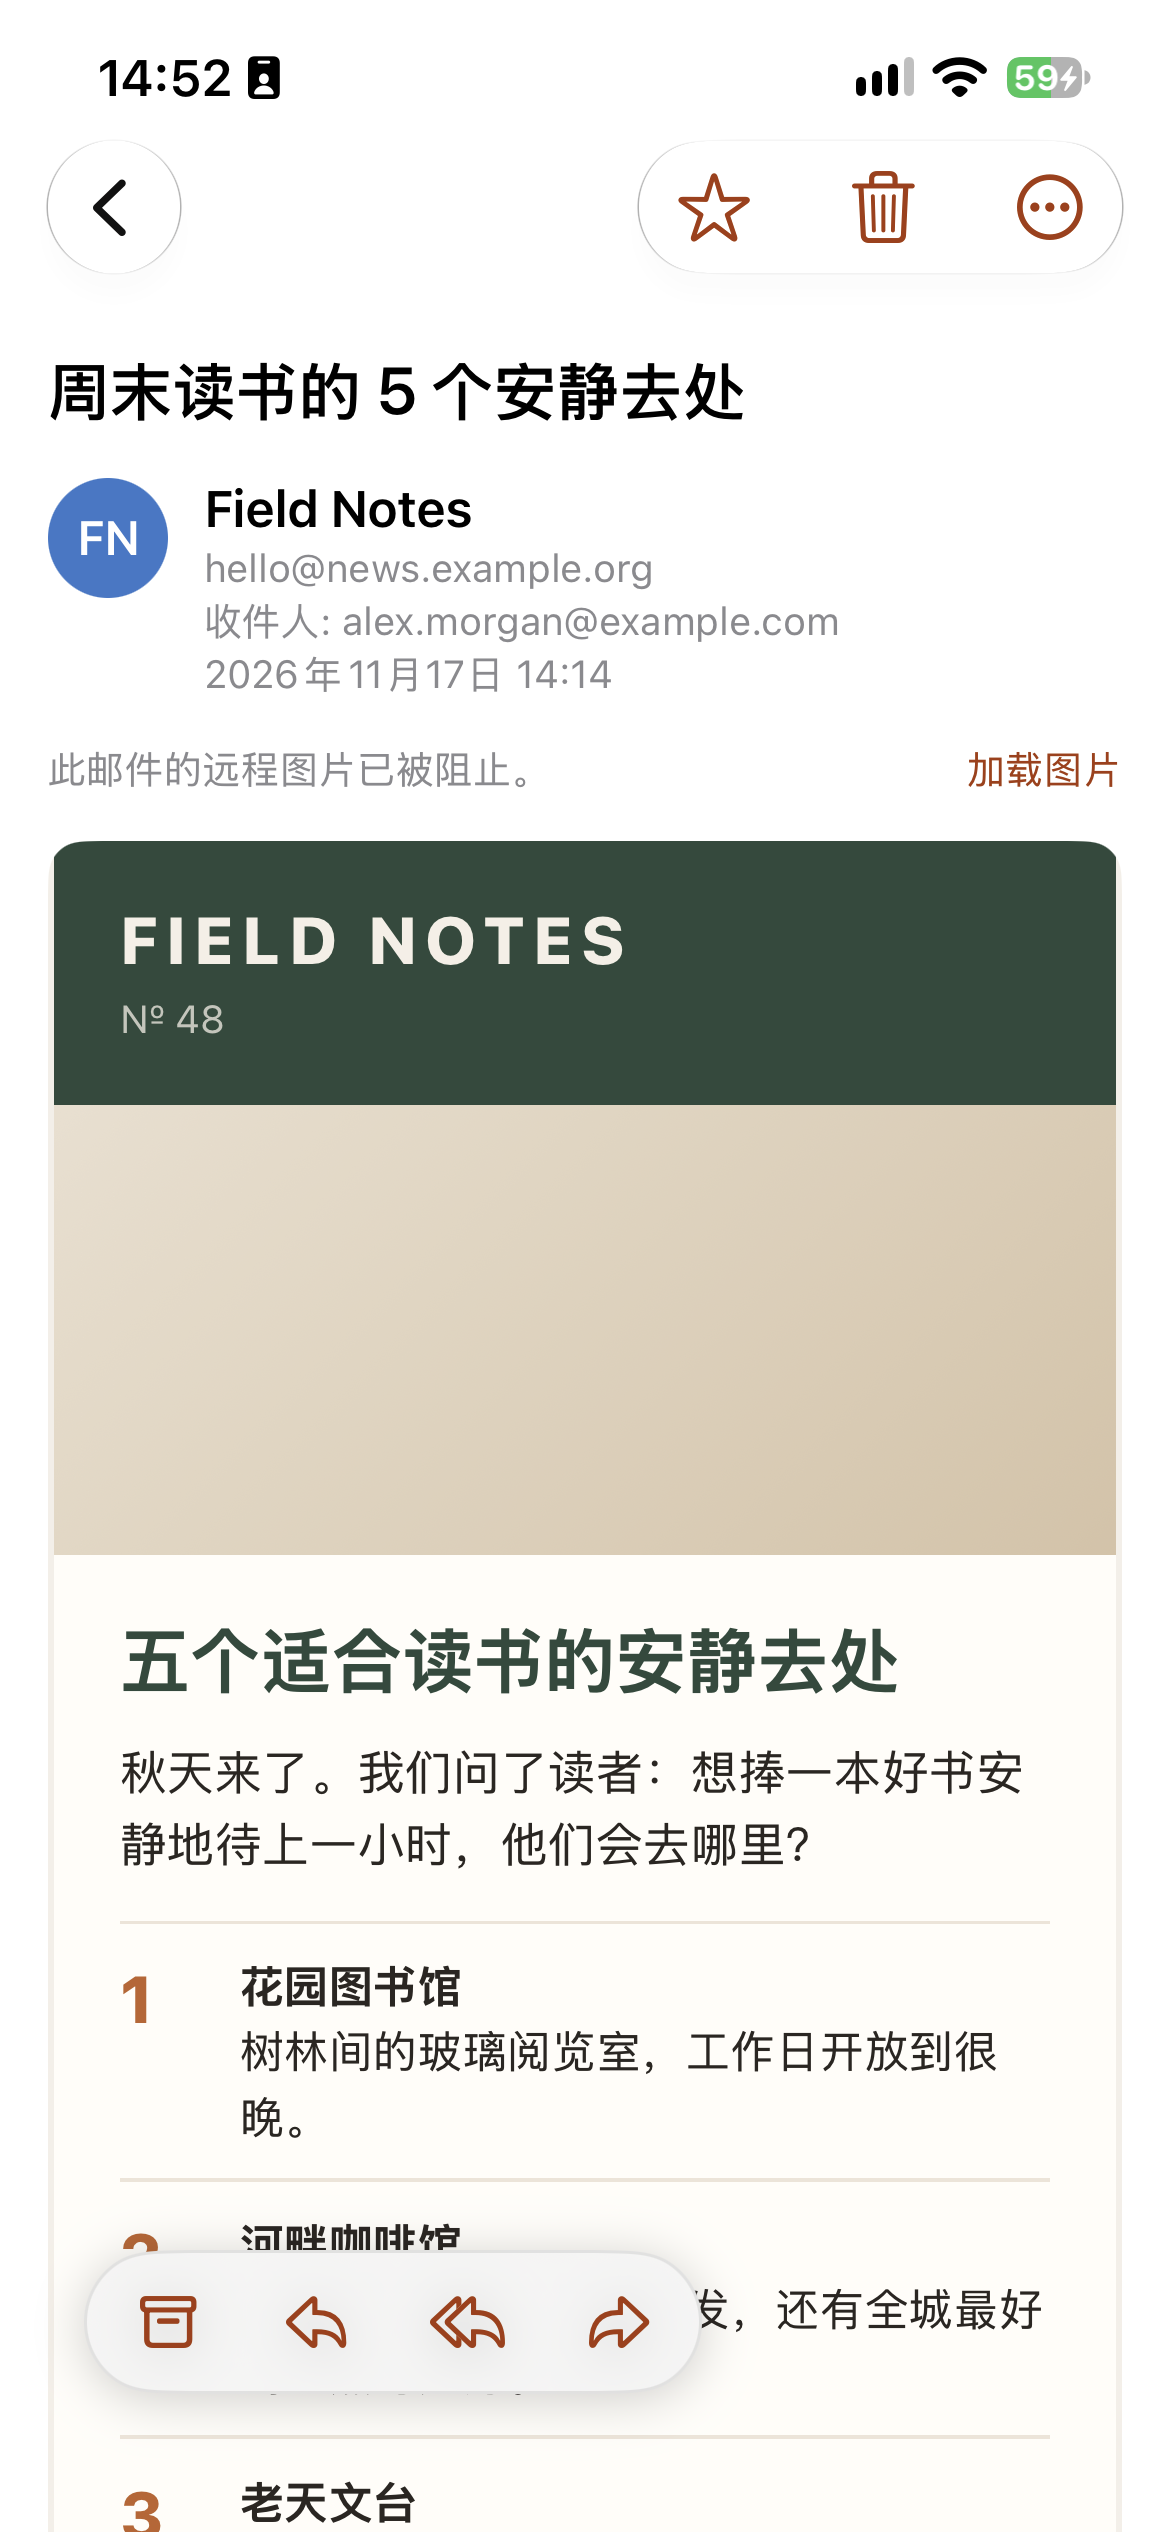 14:52
59
周末读书的 5 个安静去处
FN
Field Notes
hello@news.example.org
收件人: alex.morgan@example.com
2026年11月17日 14:14
此邮件的远程图片已被阻止。
加载图片
FIELD NOTES
Nº 48
五个适合读书的安静去处
秋天来了。我们问了读者：想捧一本好书安
静地待上一小时，他们会去哪里？
1
花园图书馆
树林间的玻璃阅览室，工作日开放到很
晚。
2
河畔咖啡馆
发，还有全城最好
3
老天文台